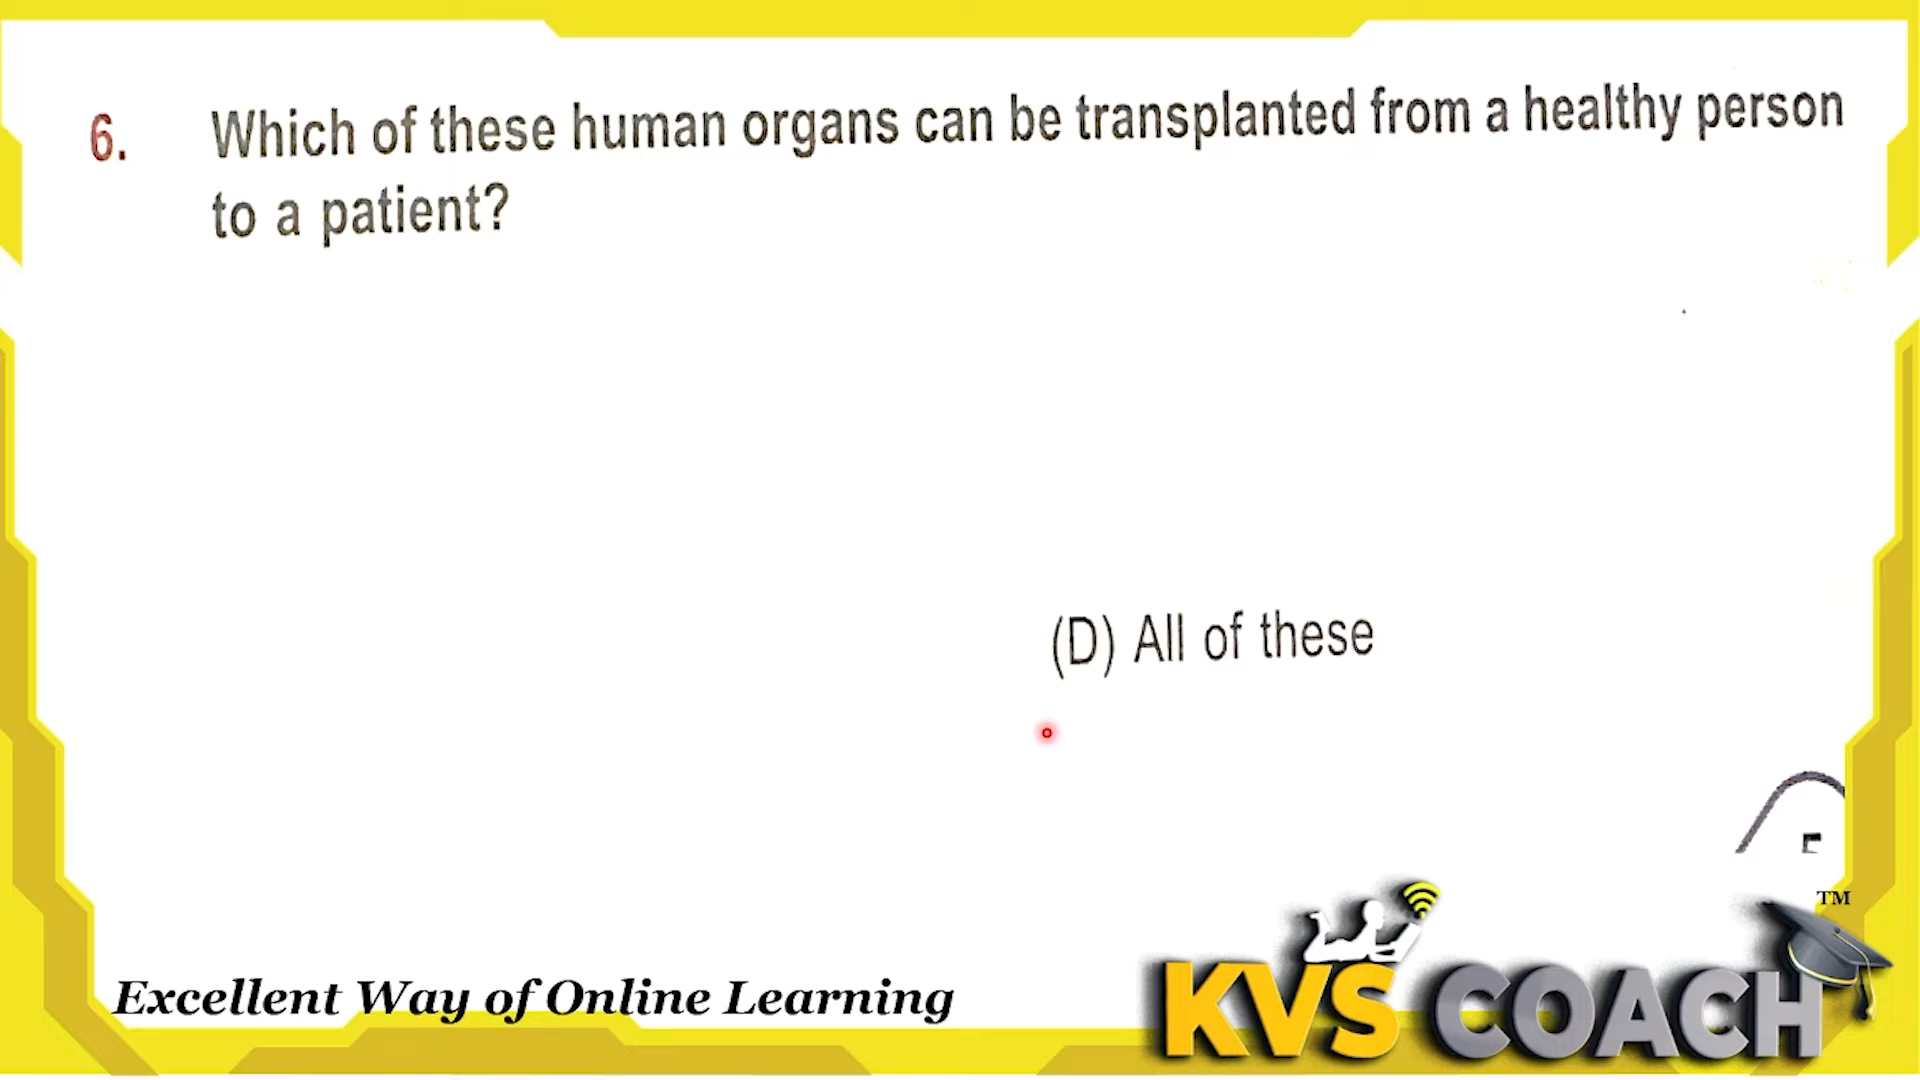 6. Which of these human organs can be transplanted from a healthy person
to a patient?
(D) All of these
TM
KVS COACH
Excellent Way of Online Learning